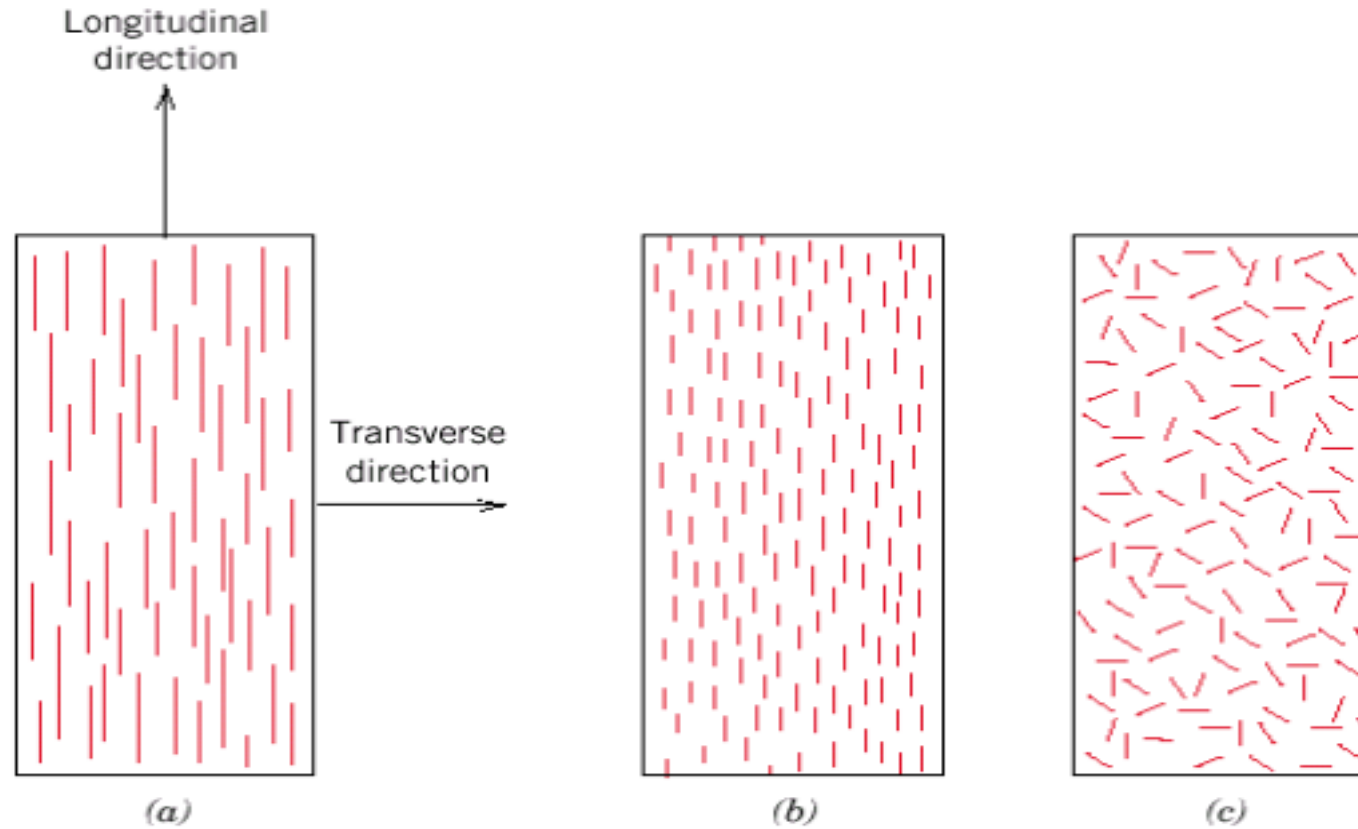 Longitudinal
direction
Transverse
direction
(a)
(b)
(c)